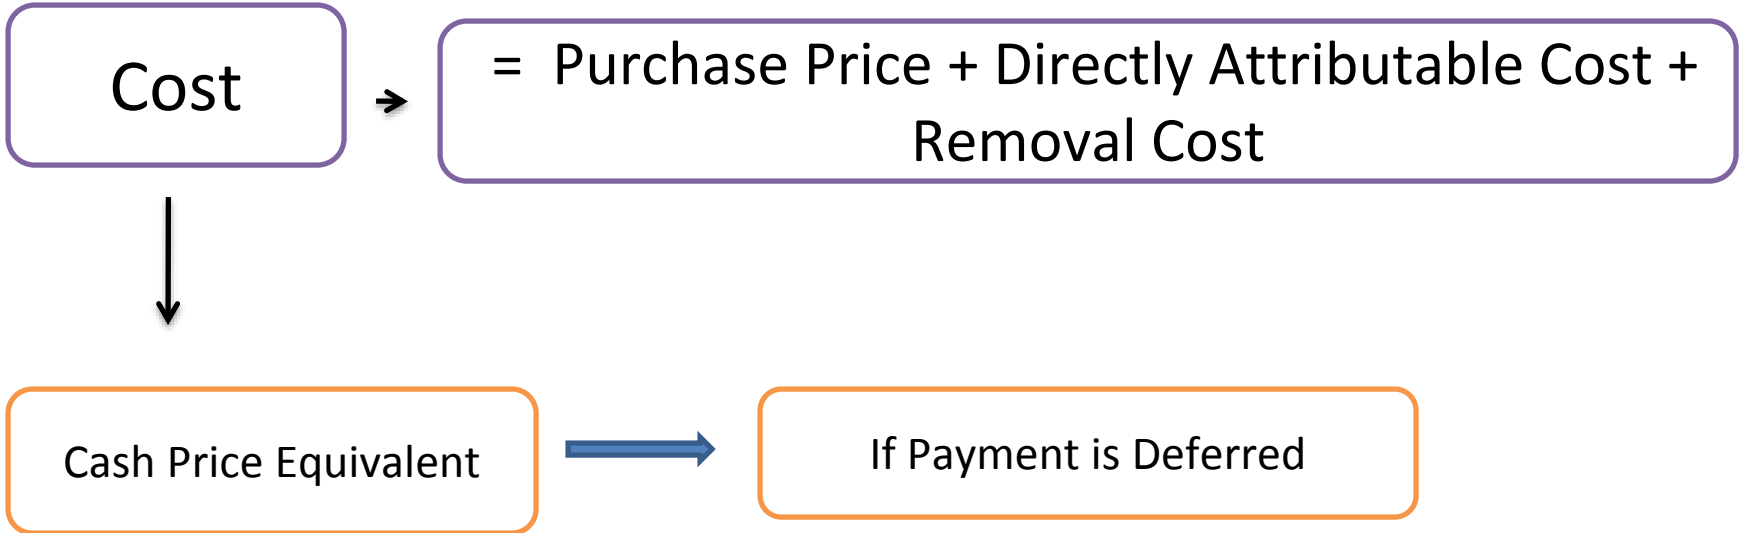 Cost
= Purchase Price + Directly Attributable Cost +
Removal Cost
Cash Price Equivalent
If Payment is Deferred